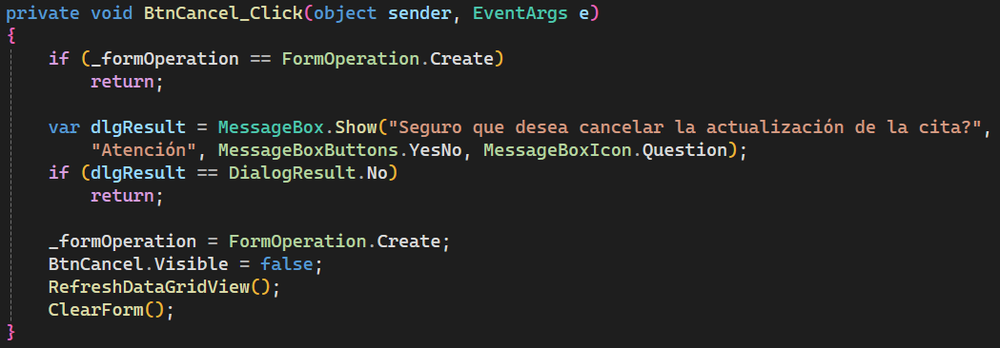 private void BtnCancel_Click(object sender, EventArgs e)
{
    if (_formOperation == FormOperation.Create)
        return;

    var dlgResult = MessageBox.Show("Seguro que desea cancelar la actualización de la cita?",
        "Atención", MessageBoxButtons.YesNo, MessageBoxIcon.Question);
    if (dlgResult == DialogResult.No)
        return;

    _formOperation = FormOperation.Create;
    BtnCancel.Visible = false;
    RefreshDataGridView();
    ClearForm();
}